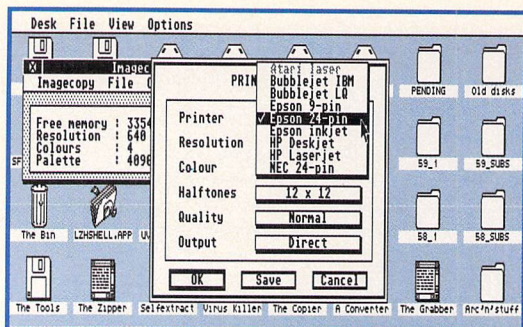 Desk File View Options
X Imagec
Imagecopy File
Free memory : 3354
Resolution : 640
Colours : 4
Palette : 4096
PRIN
Printer
Resolution
Colour
Halftones
Quality
Output
Atari laser
Bubblejet IBM
Bubblejet LQ
Epson 9-pin
✓ Epson 24-pin
Epson inkjet
HP Deskjet
HP Laserjet
NEC 24-pin
12 x 12
Normal
Direct
OK Save Cancel
PENDING Old disks
59_1 59_SUBS
The Bin LZHSHELL.APP
58_1 58_SUBS
The Tools The Zipper Selfextract Virus Killer The Copier A Converter The Grabber Arc'n'stuff